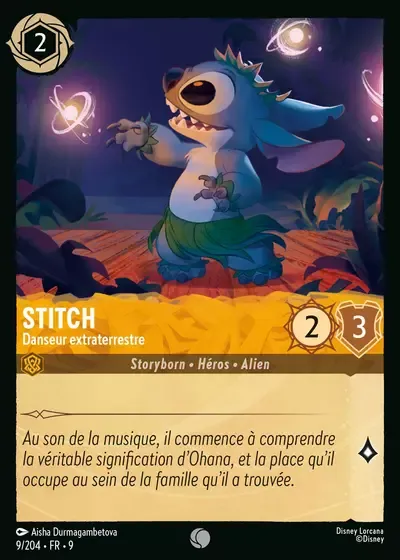 2
STITCH
Danseur extraterrestre
2
3
Storyborn • Héros • Alien
Au son de la musique, il commence à comprendre
la véritable signification d'Ohana, et la place qu'il
occupe au sein de la famille qu'il a trouvée.
Aisha Durmagambetova
9/204 • FR • 9
Disney Lorcana
©Disney